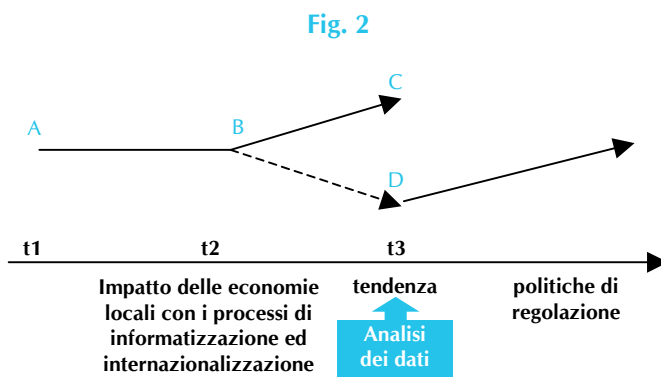 Fig. 2
C
A
B
D
t1 t2 t3
Impatto delle economie
locali con i processi di
informatizzazione ed
internazionalizzazione
tendenza
Analisi
dei dati
politiche di
regolazione